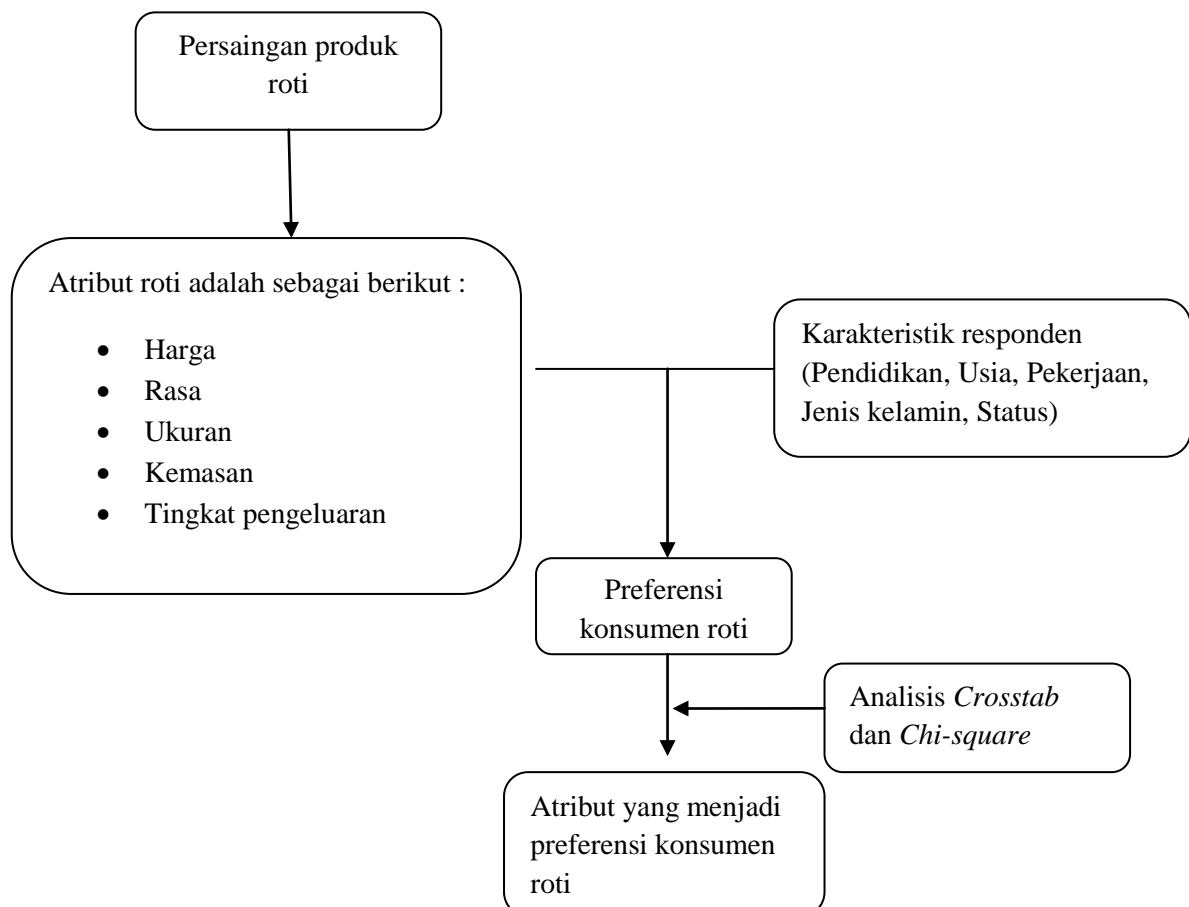 Persaingan produk
roti
Atribut roti adalah sebagai berikut :
• Harga
• Rasa
• Ukuran
• Kemasan
• Tingkat pengeluaran
Karakteristik responden
(Pendidikan, Usia, Pekerjaan,
Jenis kelamin, Status)
Preferensi
konsumen roti
Analisis Crosstab
dan Chi-square
Atribut yang menjadi
preferensi konsumen
roti